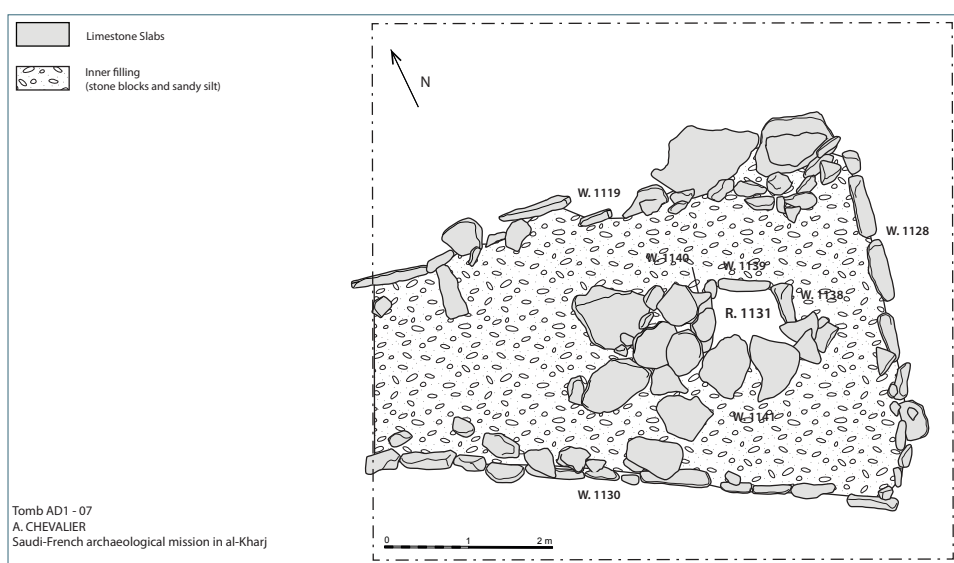 Limestone Slabs
Inner filling
(stone blocks and sandy silt)
N
W. 1119
W. 1128
W. 1140
W. 1139
W. 1138
R. 1131
W. 1141
W. 1130
Tomb AD1 - 07
A. CHEVALIER
Saudi-French archaeological mission in al-Kharj
0 1 2 m